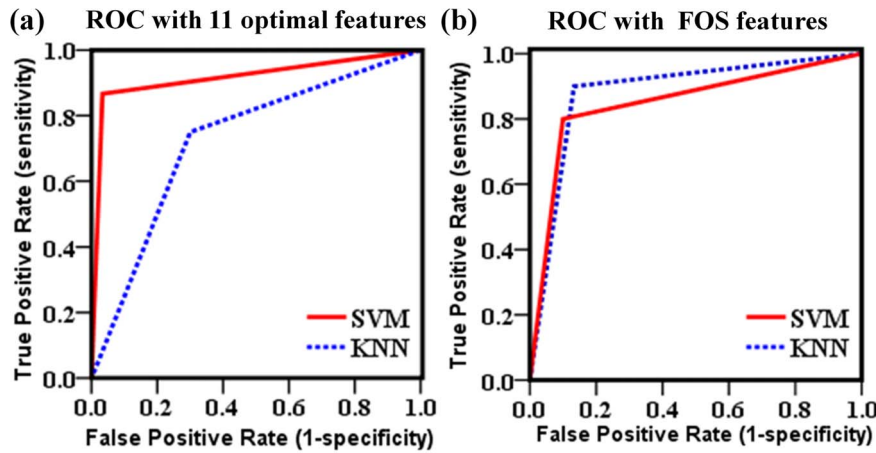 (a) ROC with 11 optimal features
True Positive Rate (sensitivity)
1.0
0.8
0.6
0.4
0.2
0.0
SVM
KNN
0.0 0.2 0.4 0.6 0.8 1.0
False Positive Rate (1-specificity)
(b) ROC with FOS features
True Positive Rate (sensitivity)
1.0
0.8
0.6
0.4
0.2
0.0
SVM
KNN
0.0 0.2 0.4 0.6 0.8 1.0
False Positive Rate (1-specificity)